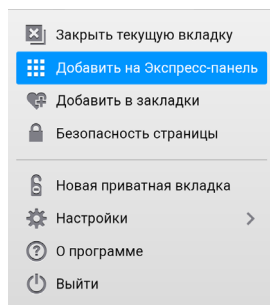 Закрыть текущую вкладку
Добавить на Экспресс-панель
Добавить в закладки
Безопасность страницы
Новая приватная вкладка
Настройки
О программе
Выйти